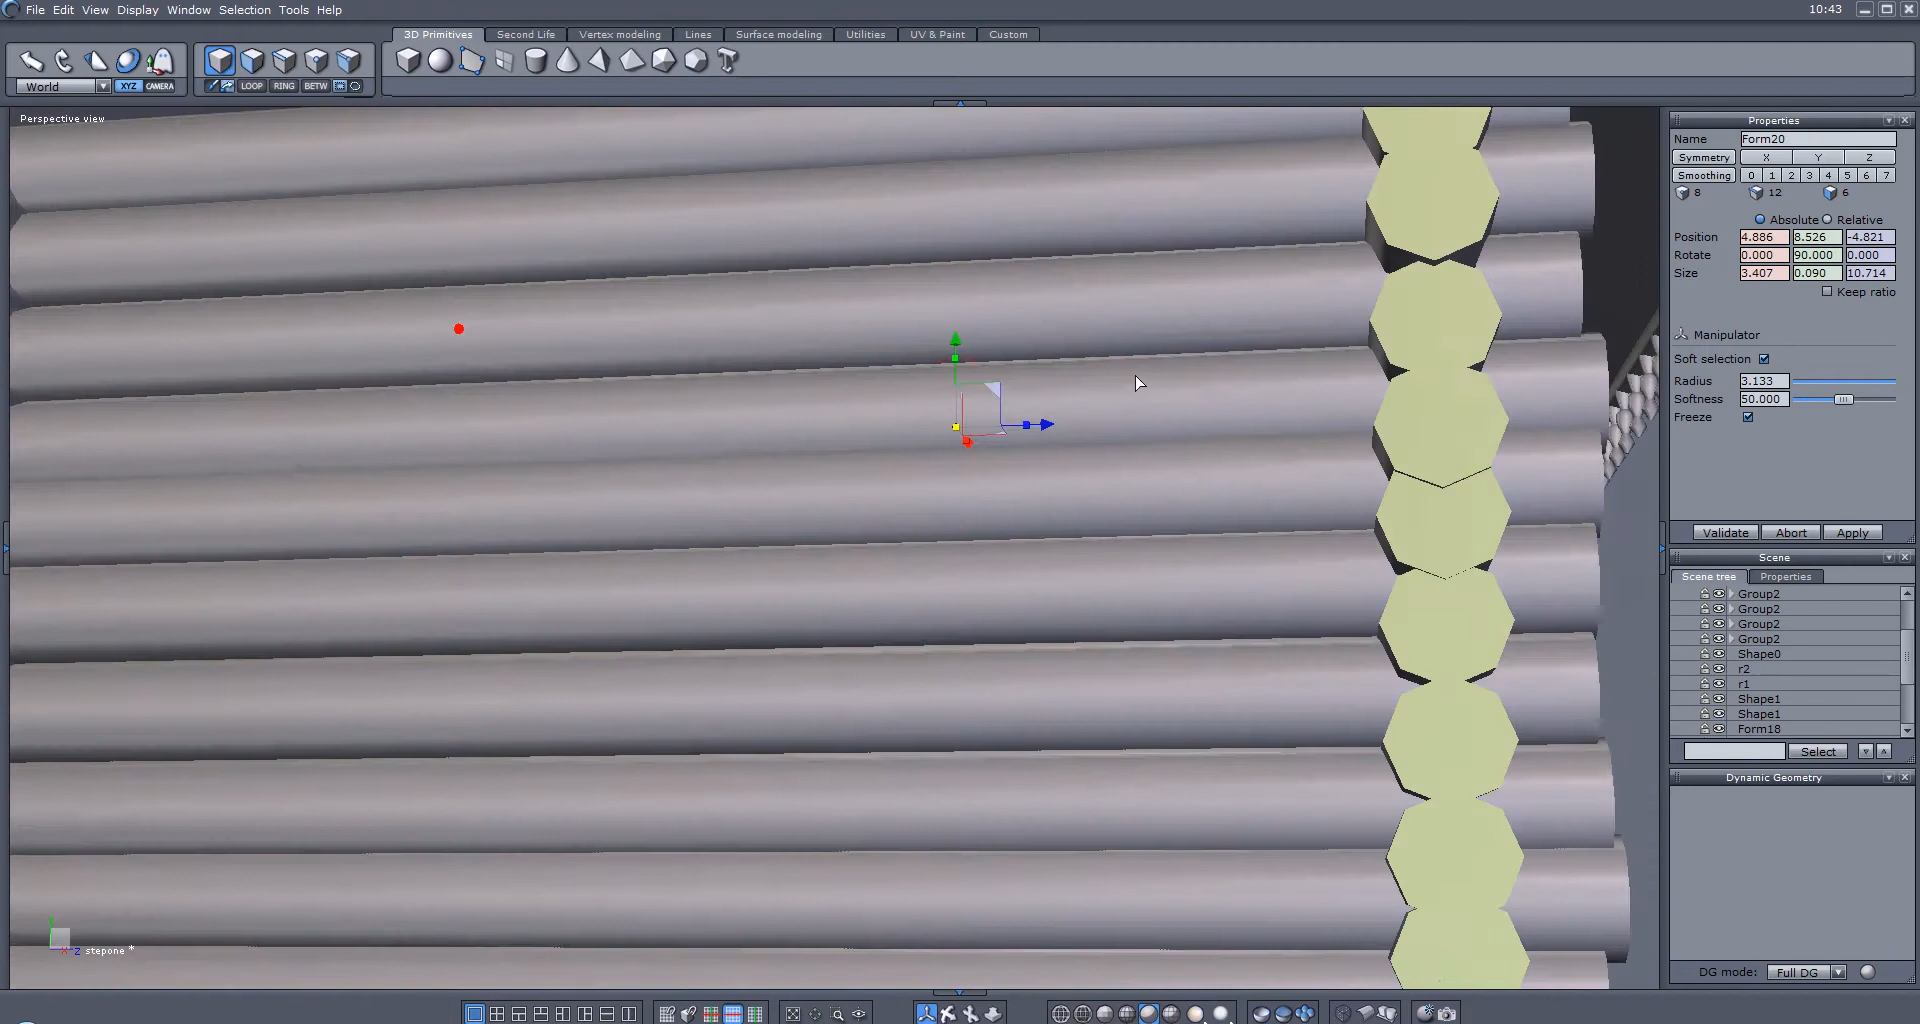 File Edit View Display Window Selection Tools Help
10:43
3D Primitives Second Life Vertex modeling Lines Surface modeling Utilities UV & Paint Custom
World XYZ CAMERA LOOP RING BETW
Perspective view
Properties
Name Form20
Symmetry X Y Z
Smoothing 0 1 2 3 4 5 6 7
8 12 6
Absolute Relative
Position 4.886 8.526 -4.821
Rotate 0.000 90.000 0.000
Size 3.407 0.090 10.714
Keep ratio
Manipulator
Soft selection
Radius 3.133
Softness 50.000
Freeze
Validate Abort Apply
Scene
Scene tree Properties
Group2
Group2
Group2
Group2
Shape0
r2
r1
Shape1
Shape1
Form18
Select
Dynamic Geometry
Y
X Z stepone *
DG mode: Full DG